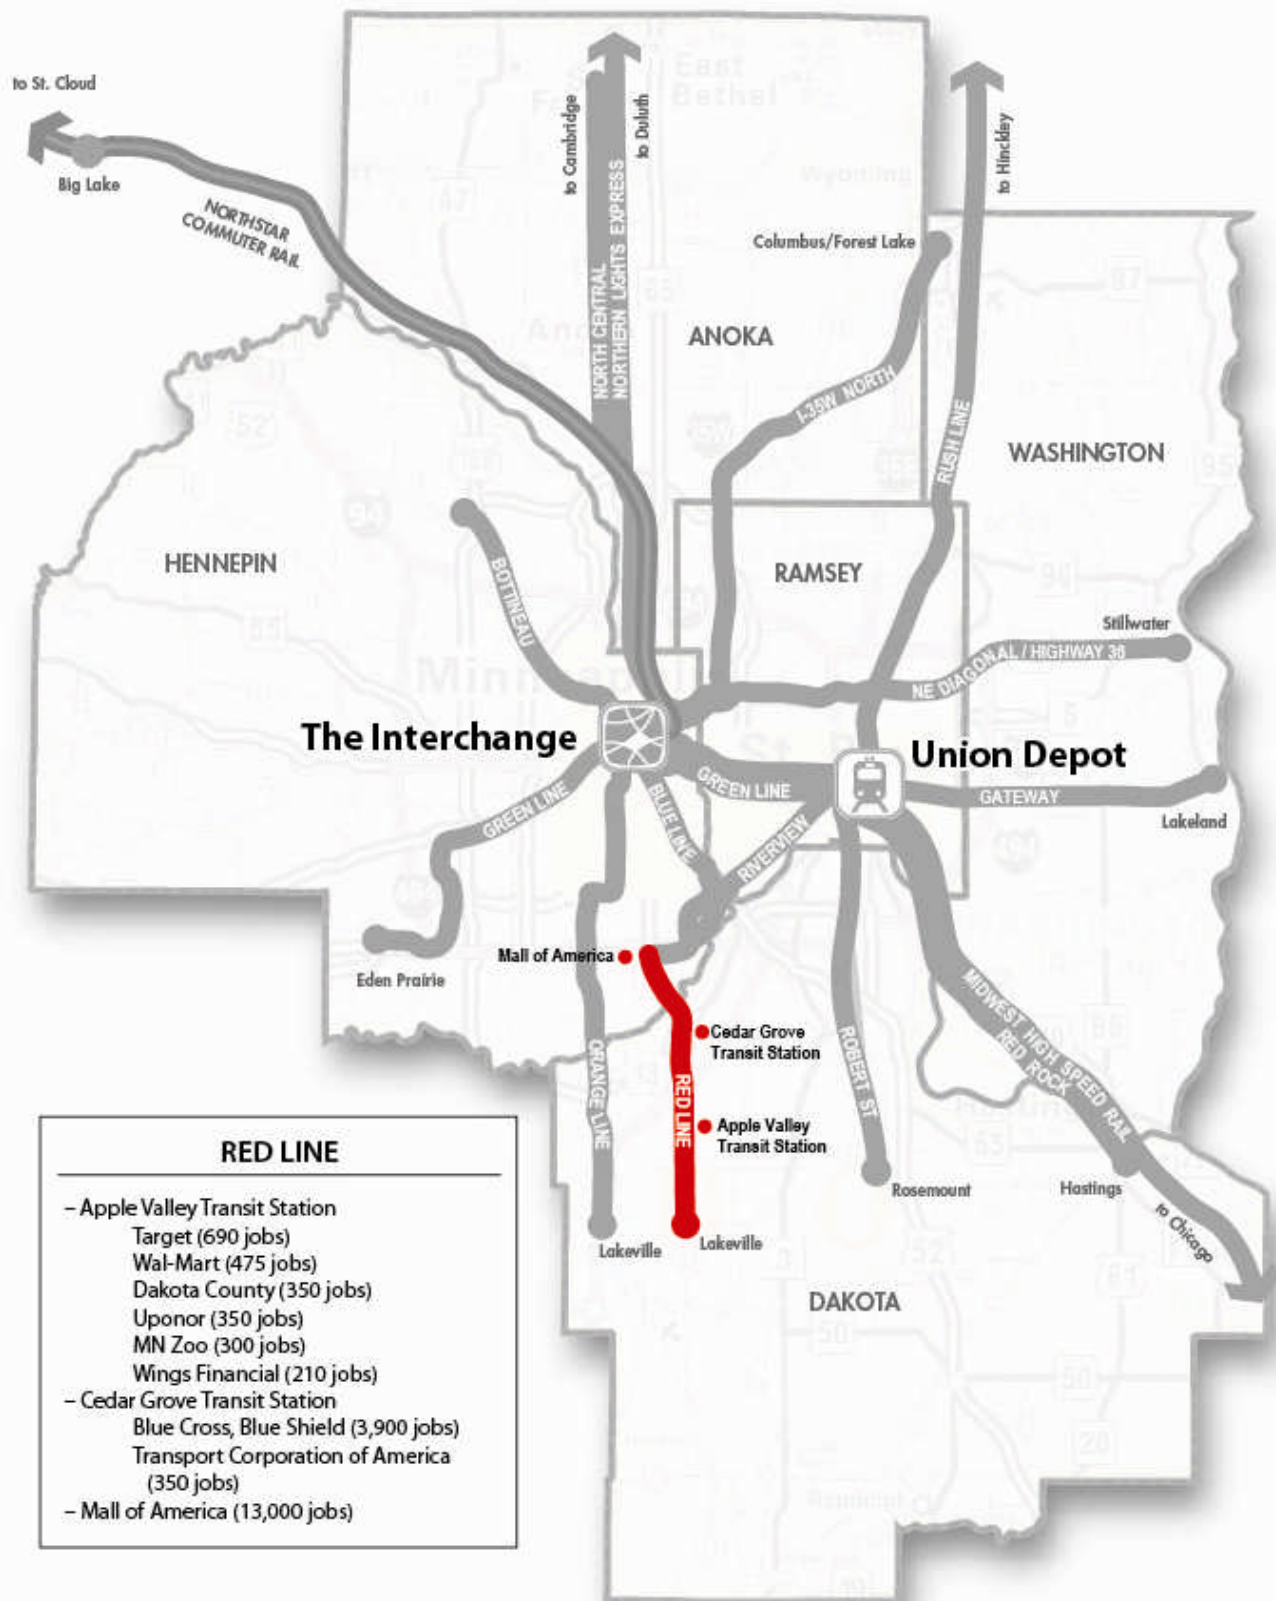 to St. Cloud
Big Lake
NORTHSTAR
COMMUTER RAIL
to Cambridge
to Duluth
NORTH CENTRAL
NORTHERN LIGHTS EXPRESS
to Hinckley
East
Bethel
Wyoming
Columbus/Forest Lake
ANOKA
I-35W NORTH
RUSH LINE
WASHINGTON
HENNEPIN
BOTTINEAU
RAMSEY
Stillwater
NE DIAGONAL / HIGHWAY 36
The Interchange
Union Depot
GREEN LINE
GREEN LINE
BLUE LINE
RIVERVIEW
GATEWAY
Lakeland
Mall of America
Eden Prairie
Cedar Grove
Transit Station
RED LINE
Apple Valley
Transit Station
ORANGE LINE
ROBERT ST
MIDWEST HIGH SPEED RAIL
RED ROCK
Rosemount
Hastings
to Chicago
Lakeville
Lakeville
DAKOTA
RED LINE
– Apple Valley Transit Station
Target (690 jobs)
Wal-Mart (475 jobs)
Dakota County (350 jobs)
Uponor (350 jobs)
MN Zoo (300 jobs)
Wings Financial (210 jobs)
– Cedar Grove Transit Station
Blue Cross, Blue Shield (3,900 jobs)
Transport Corporation of America
(350 jobs)
– Mall of America (13,000 jobs)